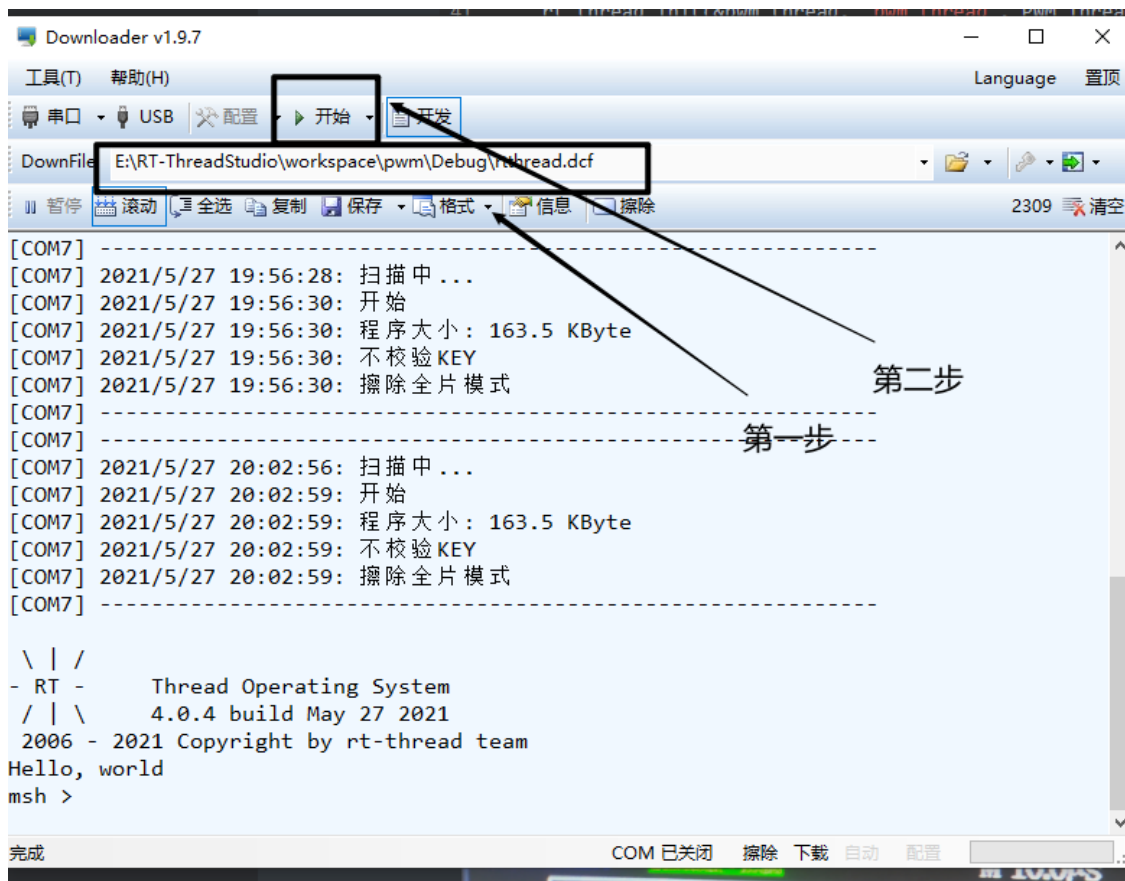 Downloader v1.9.7
工具(T) 帮助(H) Language 置顶
串口 USB 配置 开始 开发
DownFile E:\RT-ThreadStudio\workspace\pwm\Debug\rtthread.dcf
暂停 滚动 全选 复制 保存 格式 信息 擦除 2309 清空
[COM7] ------------------------------------------------------------
[COM7] 2021/5/27 19:56:28: 扫描中...
[COM7] 2021/5/27 19:56:30: 开始
[COM7] 2021/5/27 19:56:30: 程序大小: 163.5 KByte
[COM7] 2021/5/27 19:56:30: 不校验KEY
[COM7] 2021/5/27 19:56:30: 擦除全片模式
第二步
[COM7] ------------------------------------------------------------
[COM7] ------------------------------------------------------------
第一步
[COM7] 2021/5/27 20:02:56: 扫描中...
[COM7] 2021/5/27 20:02:59: 开始
[COM7] 2021/5/27 20:02:59: 程序大小: 163.5 KByte
[COM7] 2021/5/27 20:02:59: 不校验KEY
[COM7] 2021/5/27 20:02:59: 擦除全片模式
[COM7] ------------------------------------------------------------
\ | /
- RT - Thread Operating System
/ | \ 4.0.4 build May 27 2021
2006 - 2021 Copyright by rt-thread team
Hello, world
msh >
完成 COM 已关闭 擦除 下载 自动 配置